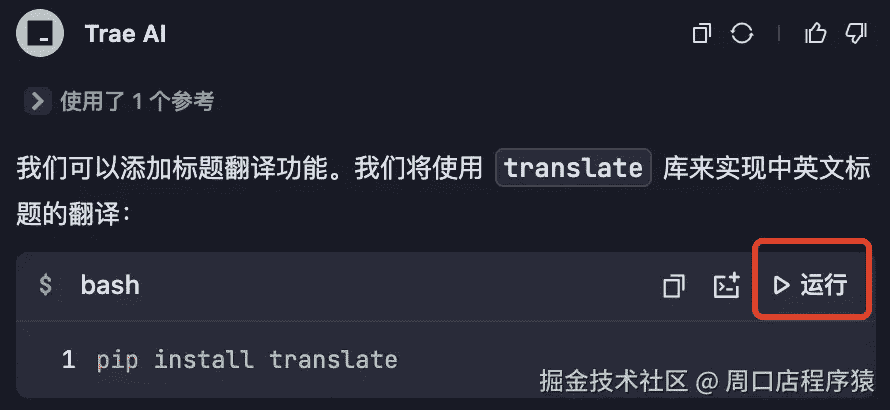 Trae AI
使用了 1 个参考
我们可以添加标题翻译功能。我们将使用 translate 库来实现中英文标
题的翻译：
$ bash 运行
1 pip install translate
掘金技术社区 @ 周口店程序猿